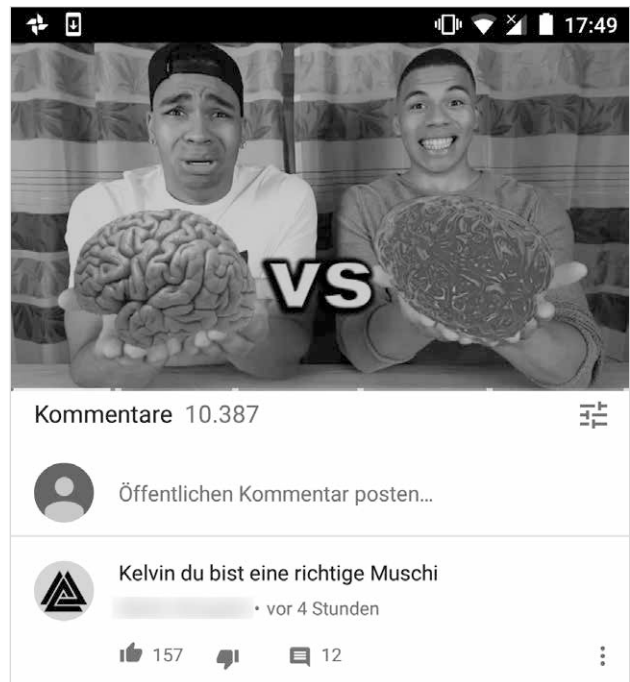 17:49
VS
Kommentare 10.387
Öffentlichen Kommentar posten...
Kelvin du bist eine richtige Muschi
• vor 4 Stunden
157 12